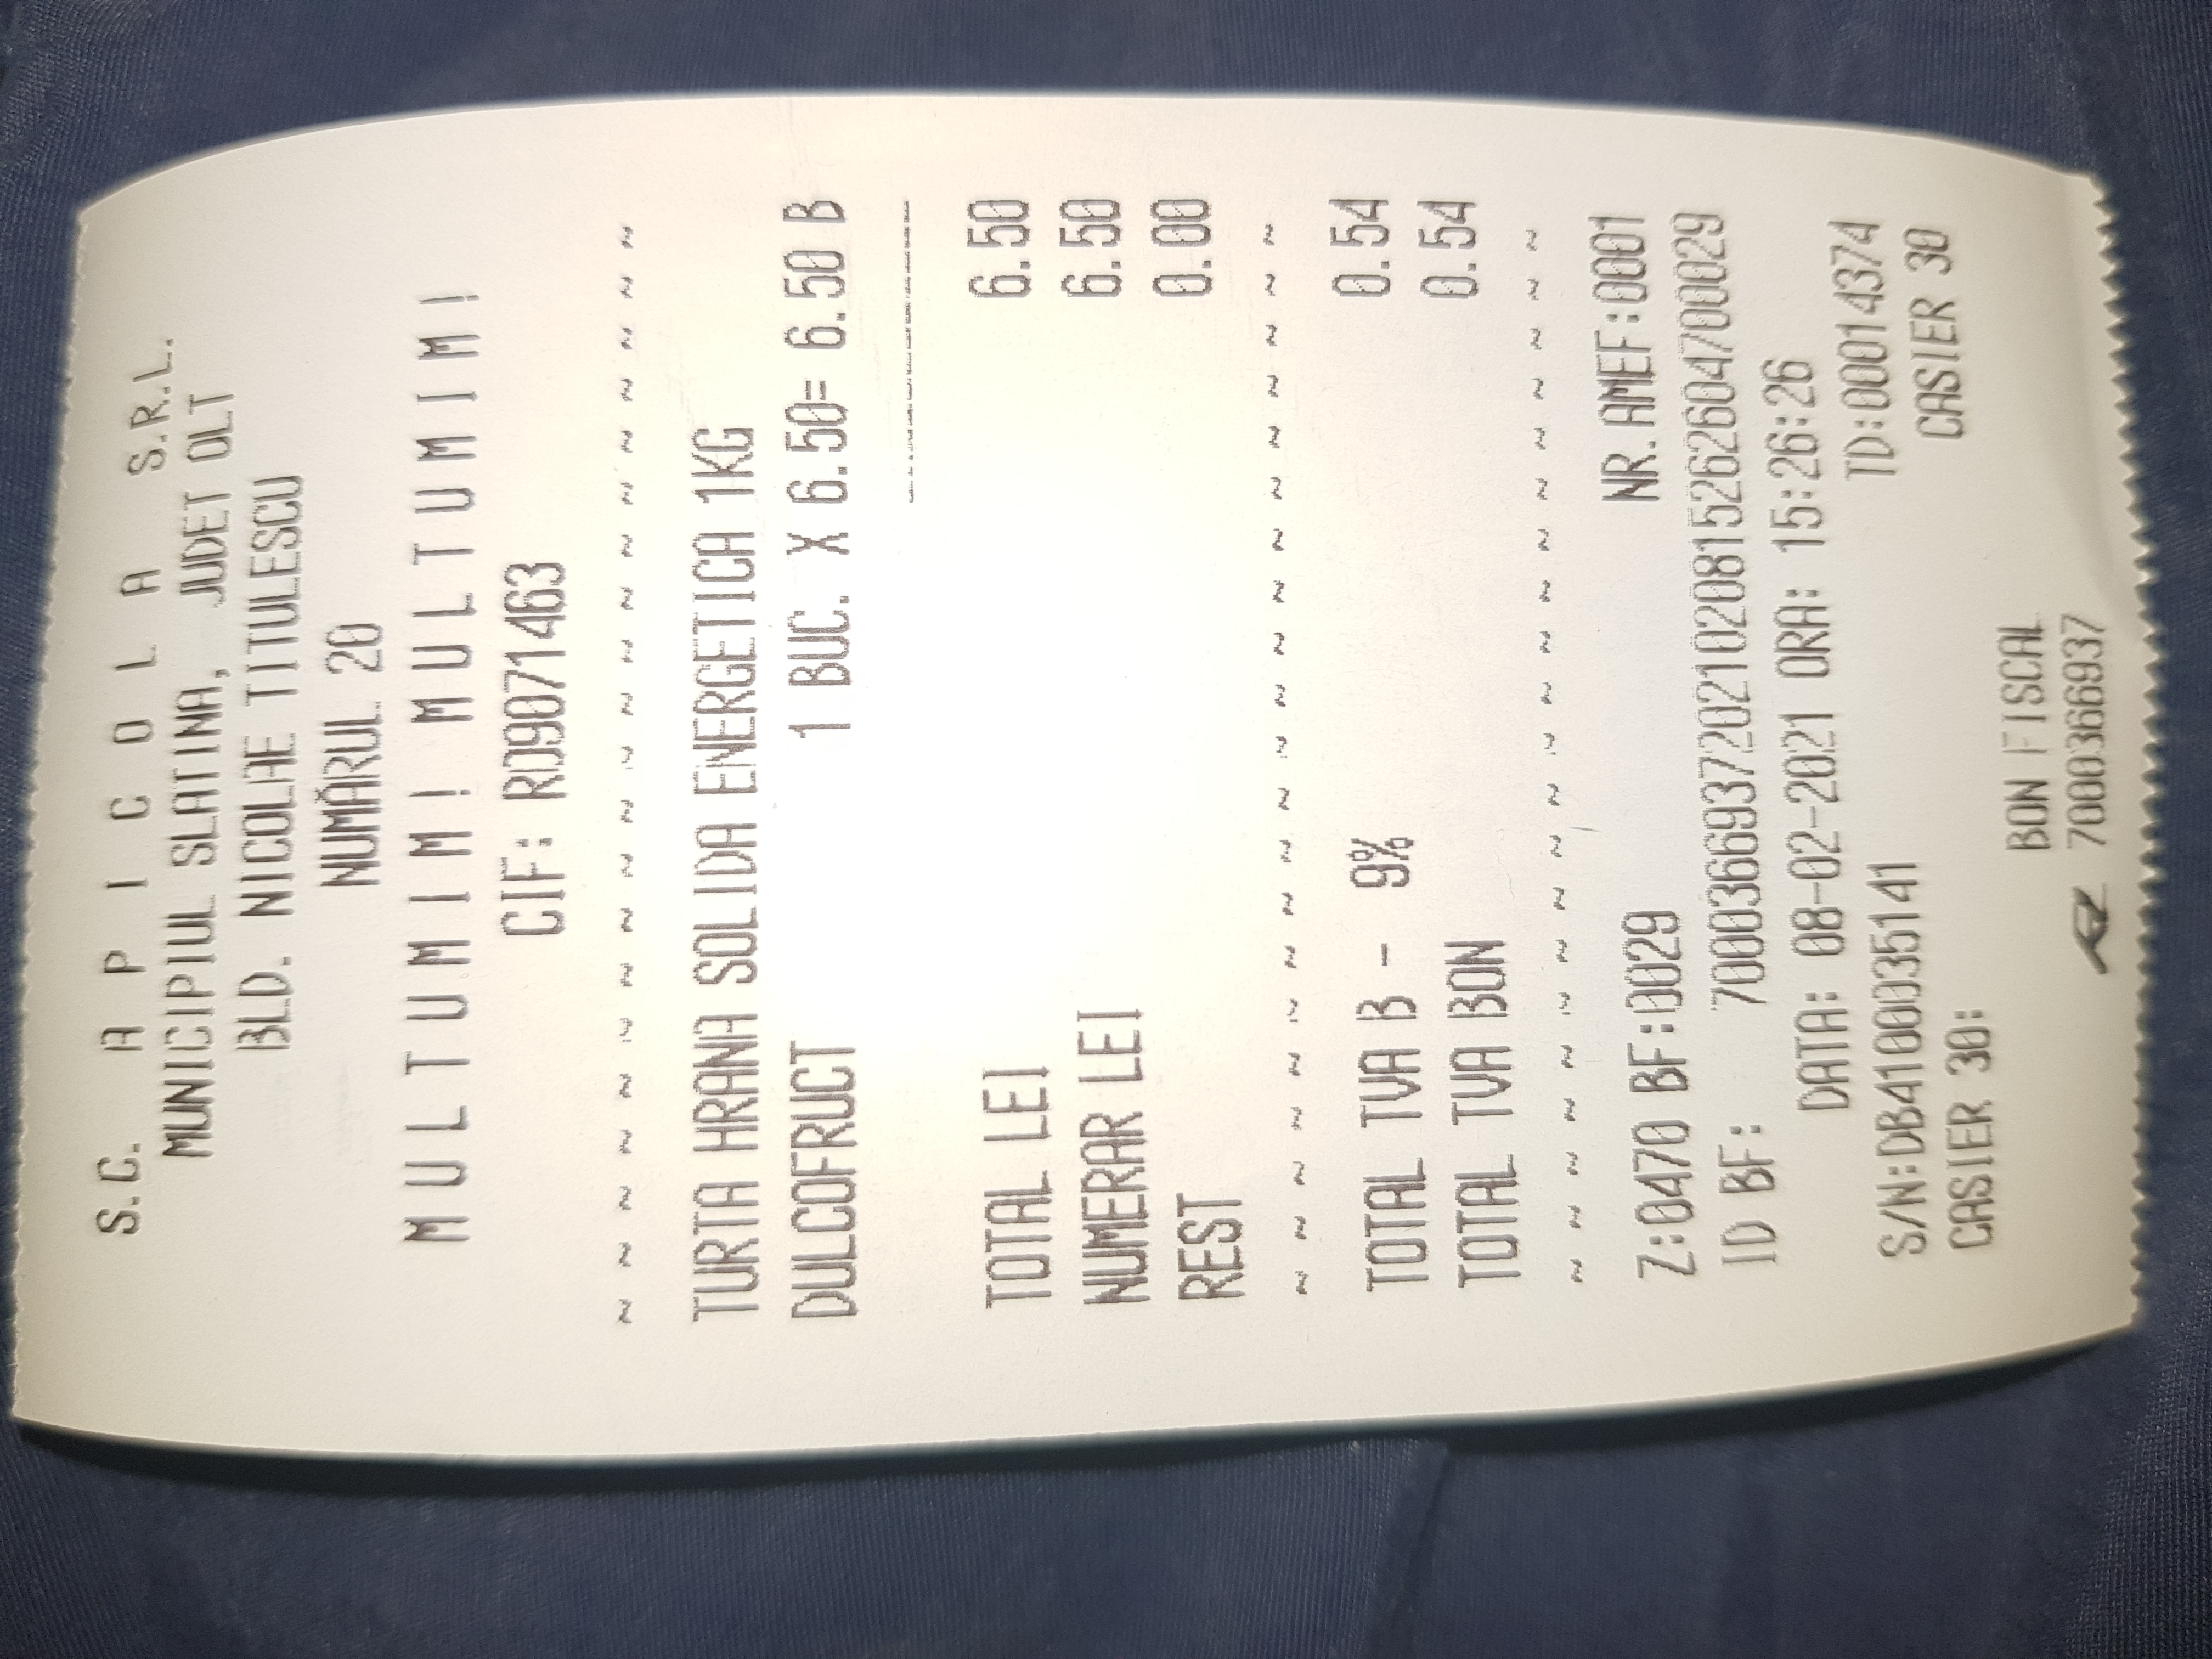 S.C. A P I C O L A S.R.L.
MUNICIPIUL SLATINA, JUDET OLT
BLD. NICOLAE TITULESCU
NUMĂRUL 20
M U L T U M I M ! M U L T U M I M !
CIF: RO9071463
~ ~ ~ ~ ~ ~ ~ ~ ~ ~ ~ ~ ~ ~ ~ ~ ~ ~ ~ ~ ~ ~
TURTA HRANA SOLIDA ENERGETICA 1KG
DULCOFRUCT 1 BUC. X 6.50= 6.50 B
TOTAL LEI 6.50
NUMERAR LEI 6.50
REST 0.00
~ ~ ~ ~ ~ ~ ~ ~ ~ ~ ~ ~ ~ ~ ~ ~ ~ ~ ~ ~ ~ ~
TOTAL TVA B - 9% 0.54
TOTAL TVA BON 0.54
~ ~ ~ ~ ~ ~ ~ ~ ~ ~ ~ ~ ~ ~ ~ ~ ~ ~ ~ ~ ~ ~
Z:0470 BF:0029 NR.AMEF:0001
ID BF: 7000366937202102081526260470​0029
DATA: 08-02-2021 ORA: 15:26:26
S/N:DB4100035141 TD:00014374
CASIER 30: CASIER 30
BON FISCAL
7000366937